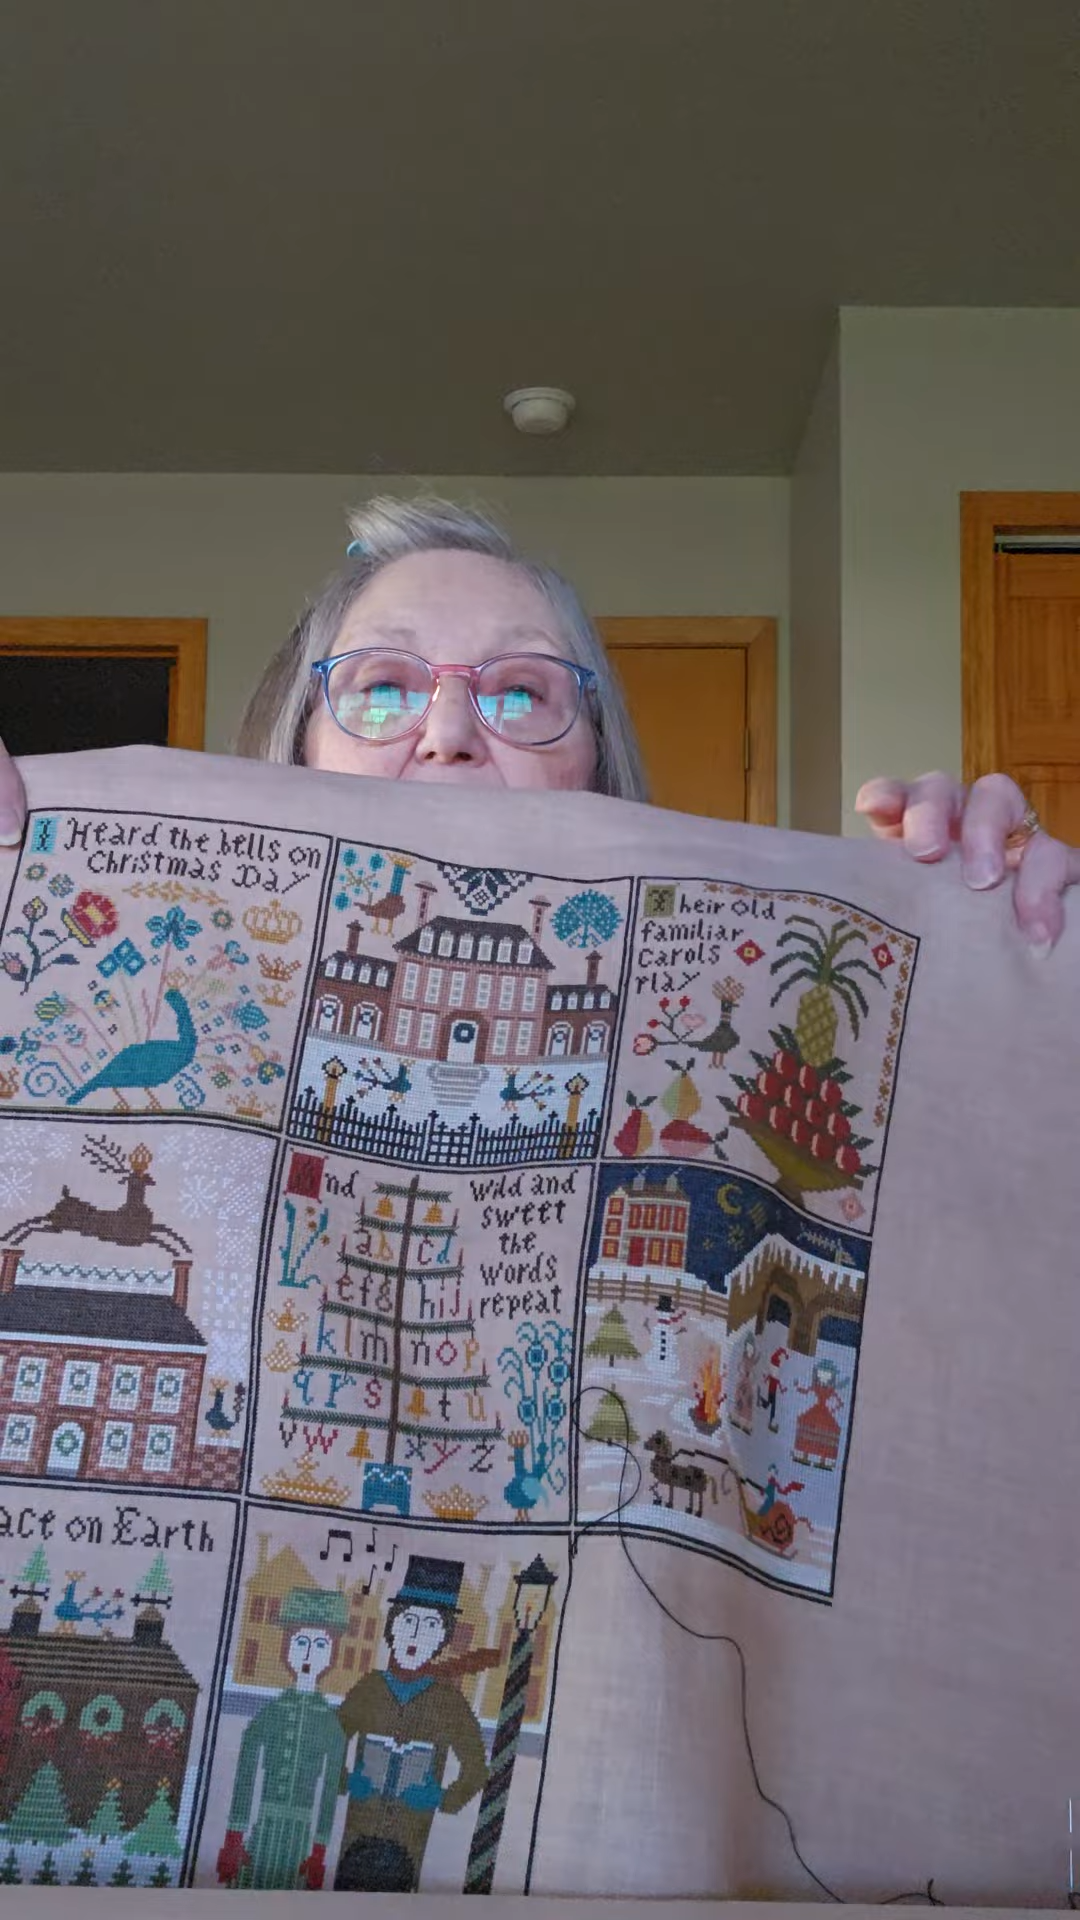 I Heard the bells on
Christmas Day
Their Old
familiar
Carols
Play
And
wild and
sweet
the
words
repeat
ab cd
efg hij
klm nop
qrs tu
vw xyz
on Earth